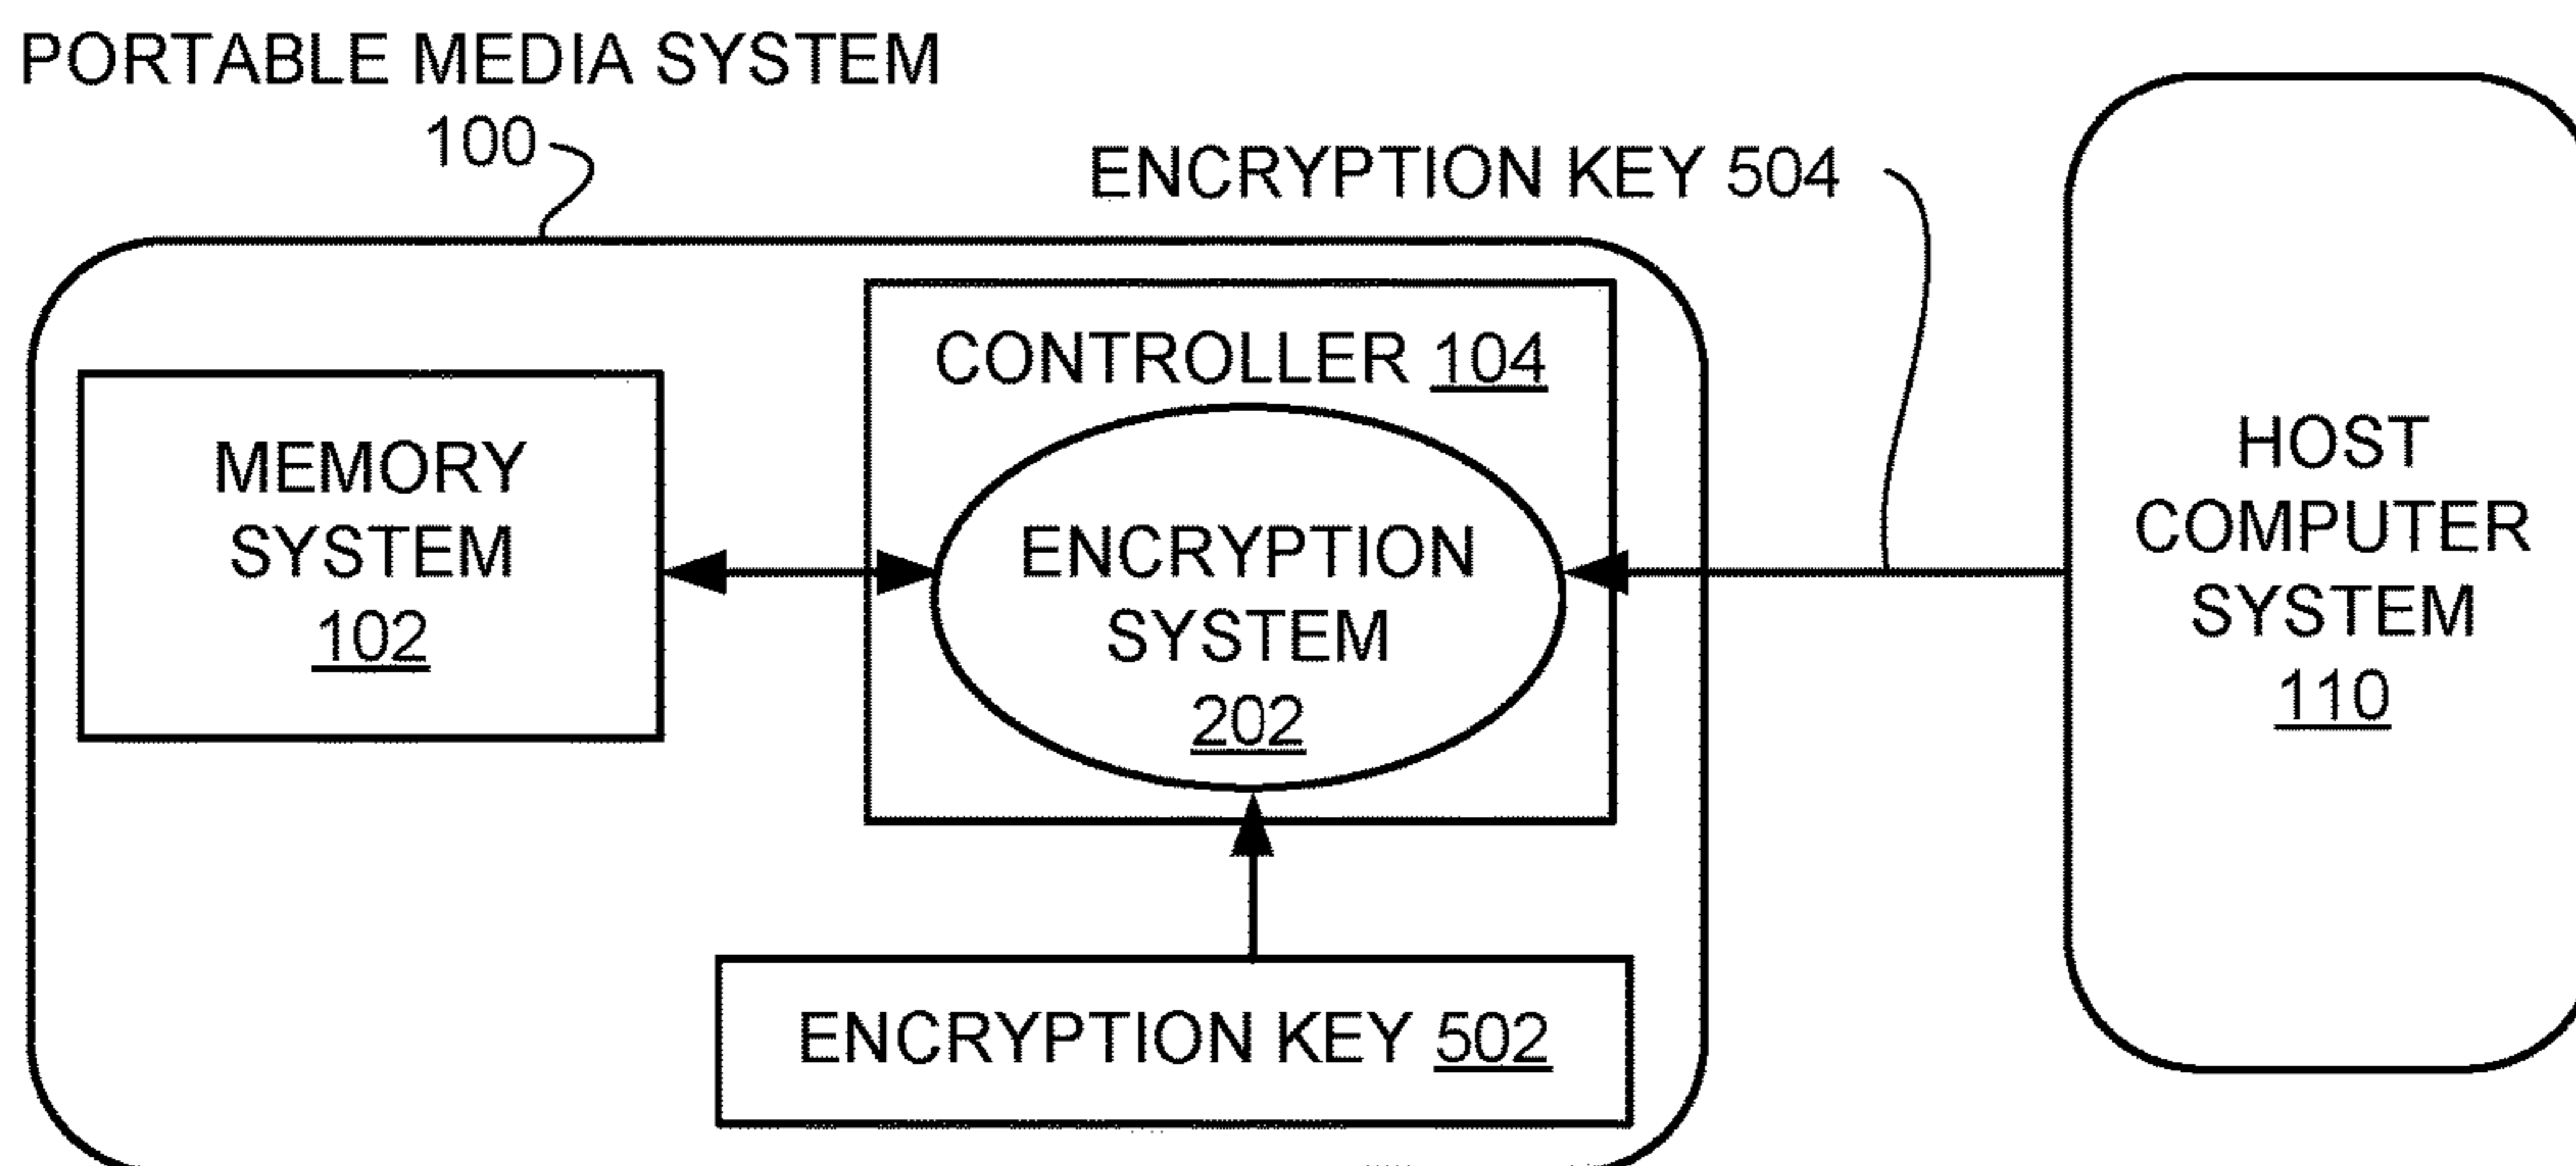 PORTABLE MEDIA SYSTEM
100
ENCRYPTION KEY 504
CONTROLLER 104
MEMORY
SYSTEM
102
ENCRYPTION
SYSTEM
202
HOST
COMPUTER
SYSTEM
110
ENCRYPTION KEY 502